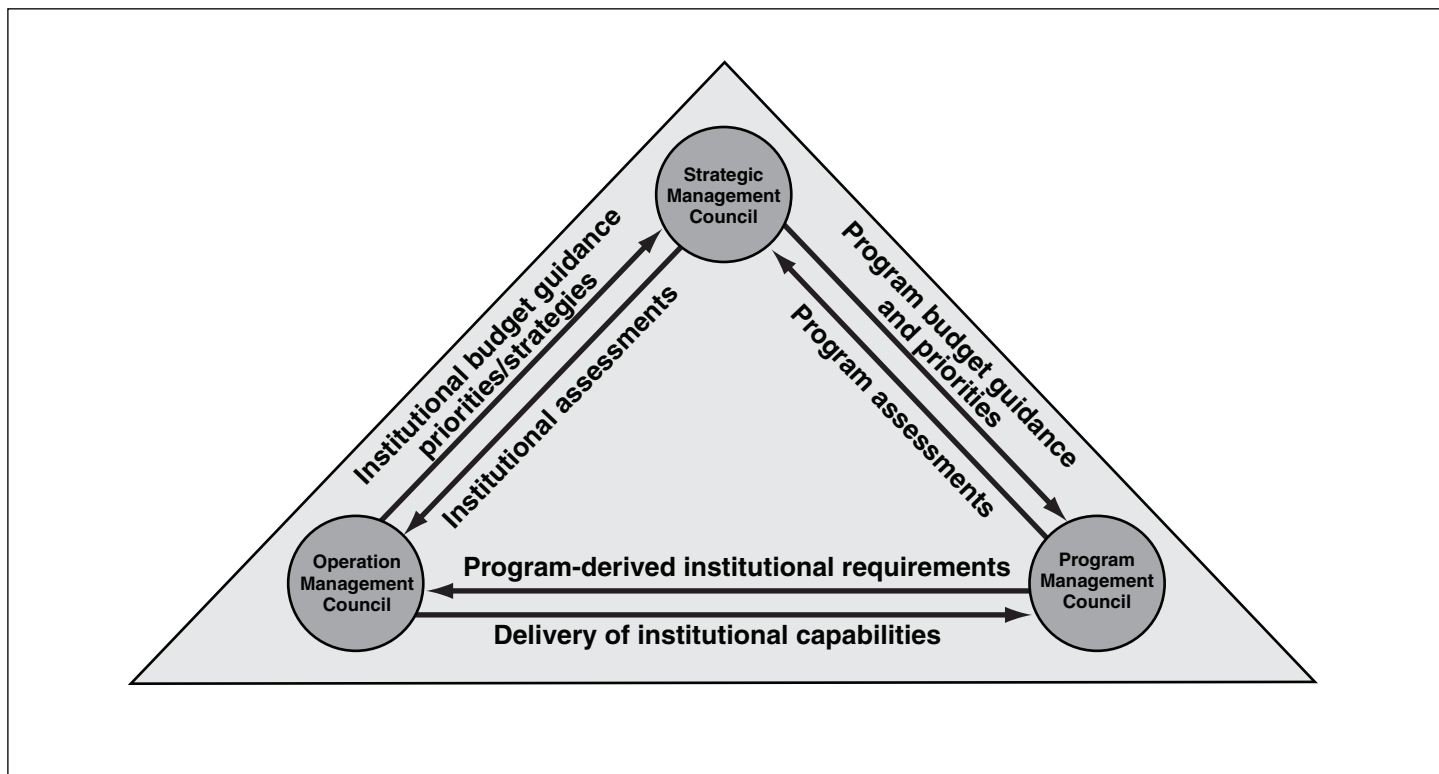 Strategic
Management
Council
Institutional budget guidance
priorities/strategies
Institutional assessments
Program budget guidance
and priorities
Program assessments
Operation
Management
Council
Program-derived institutional requirements
Delivery of institutional capabilities
Program
Management
Council